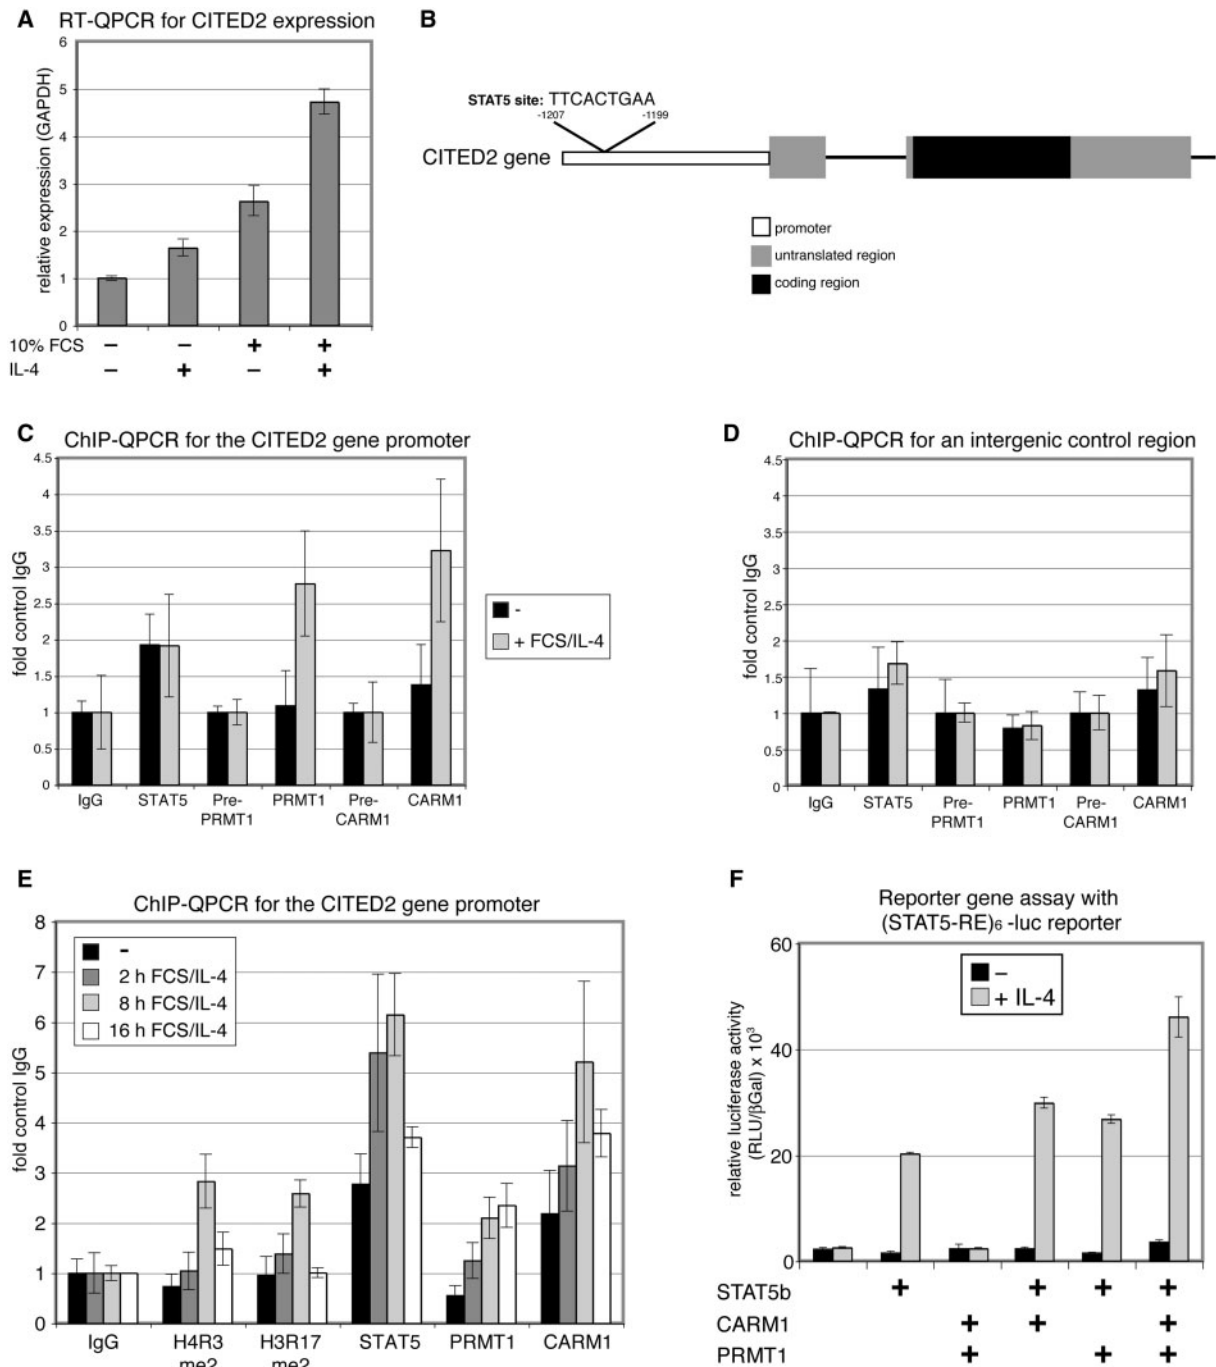 A
RT-QPCR for CITED2 expression
relative expression (GAPDH)
6
5
4
3
2
1
0
10% FCS – – + +
IL-4 – + – +
B
STAT5 site: TTCACTGAA
-1207 -1199
CITED2 gene
promoter
untranslated region
coding region
C
ChIP-QPCR for the CITED2 gene promoter
fold control IgG
4.5
4
3.5
3
2.5
2
1.5
1
0.5
0
IgG STAT5 Pre- PRMT1 Pre- CARM1
PRMT1 CARM1
-
+ FCS/IL-4
D
ChIP-QPCR for an intergenic control region
fold control IgG
4.5
4
3.5
3
2.5
2
1.5
1
0.5
0
IgG STAT5 Pre- PRMT1 Pre- CARM1
PRMT1 CARM1
E
ChIP-QPCR for the CITED2 gene promoter
fold control IgG
8
7
6
5
4
3
2
1
0
–
2 h FCS/IL-4
8 h FCS/IL-4
16 h FCS/IL-4
IgG H4R3 H3R17 STAT5 PRMT1 CARM1
me2 me2
F
Reporter gene assay with
(STAT5-RE)₆ -luc reporter
relative luciferase activity
(RLU/βGal) x 10³
60
40
20
0
–
+ IL-4
STAT5b + + + +
CARM1 + + +
PRMT1 + + +